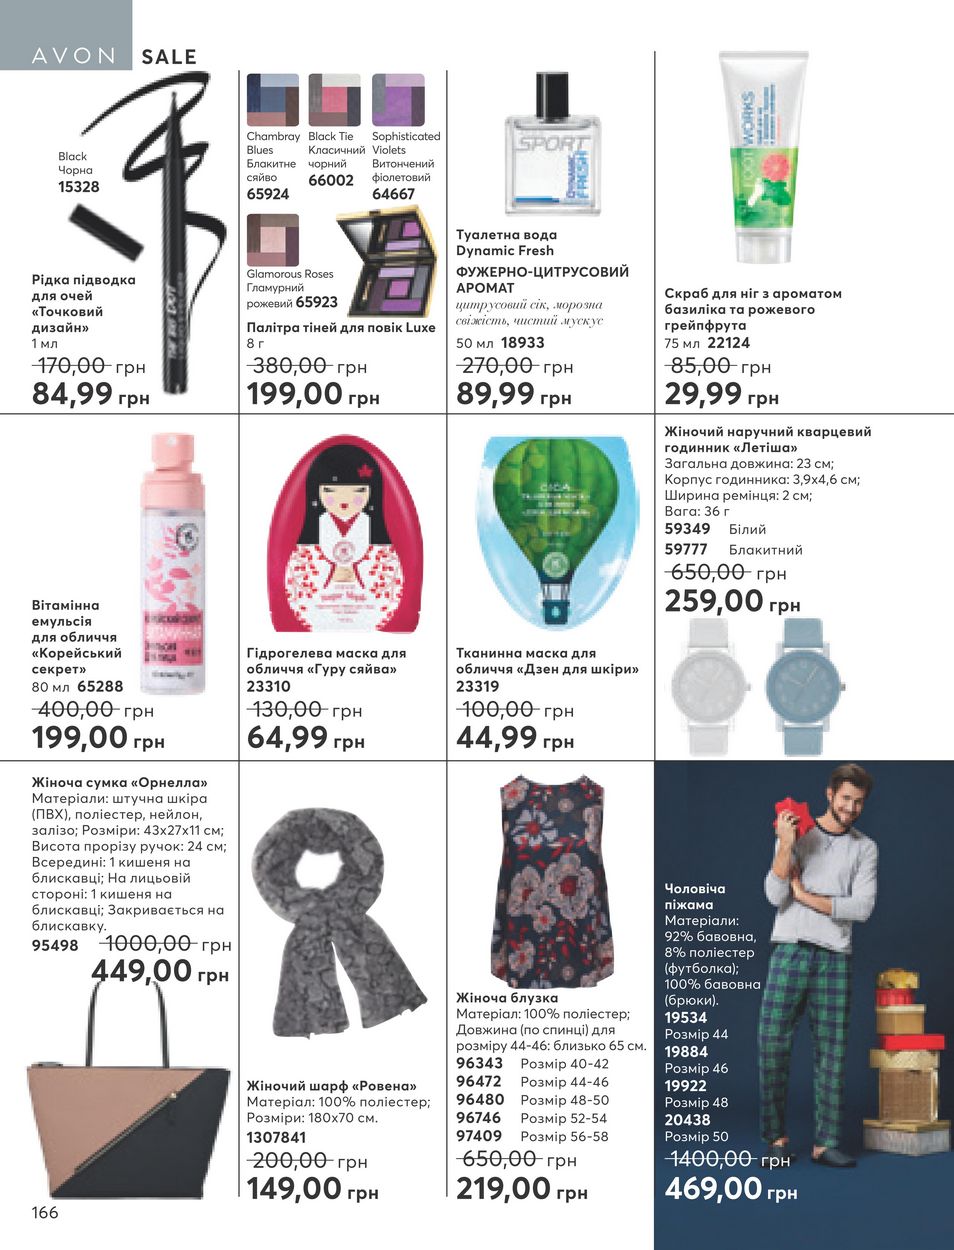 AVON SALE
Black
Чорна
15328
Рідка підводка
для очей
«Точковий
дизайн»
1 мл
170,00 грн
84,99 грн
Chambray
Blues
Блакитне
сяйво
65924
Black Tie
Класичний
чорний
66002
Sophisticated
Violets
Витончений
фіолетовий
64667
Glamorous Roses
Гламурний
рожевий 65923
Палітра тіней для повік Luxe
8 г
380,00 грн
199,00 грн
SPORT
DYNAMIC
FRESH
Туалетна вода
Dynamic Fresh
ФУЖЕРНО-ЦИТРУСОВИЙ
АРОМАТ
цитрусовий сік, морозна
свіжість, чистий мускус
50 мл 18933
270,00 грн
89,99 грн
FOOT WORKS
Скраб для ніг з ароматом
базиліка та рожевого
грейпфрута
75 мл 22124
85,00 грн
29,99 грн
Вітамінна
емульсія
для обличчя
«Корейський
секрет»
80 мл 65288
400,00 грн
199,00 грн
Гідрогелева маска для
обличчя «Гуру сяйва»
23310
130,00 грн
64,99 грн
Тканинна маска для
обличчя «Дзен для шкіри»
23319
100,00 грн
44,99 грн
Жіночий наручний кварцевий
годинник «Летіша»
Загальна довжина: 23 см;
Корпус годинника: 3,9х4,6 см;
Ширина ремінця: 2 см;
Вага: 36 г
59349 Білий
59777 Блакитний
650,00 грн
259,00 грн
Жіноча сумка «Орнелла»
Матеріали: штучна шкіра
(ПВХ), поліестер, нейлон,
залізо; Розміри: 43х27х11 см;
Висота прорізу ручок: 24 см;
Всередині: 1 кишеня на
блискавці; На лицьовій
стороні: 1 кишеня на
блискавці; Закривається на
блискавку.
95498 1000,00 грн
449,00 грн
Жіночий шарф «Ровена»
Матеріал: 100% поліестер;
Розміри: 180х70 см.
1307841
200,00 грн
149,00 грн
Жіноча блузка
Матеріал: 100% поліестер;
Довжина (по спинці) для
розміру 44-46: близько 65 см.
96343 Розмір 40-42
96472 Розмір 44-46
96480 Розмір 48-50
96746 Розмір 52-54
97409 Розмір 56-58
650,00 грн
219,00 грн
Чоловіча
піжама
Матеріали:
92% бавовна,
8% поліестер
(футболка);
100% бавовна
(брюки).
19534
Розмір 44
19884
Розмір 46
19922
Розмір 48
20438
Розмір 50
1400,00 грн
469,00 грн
166